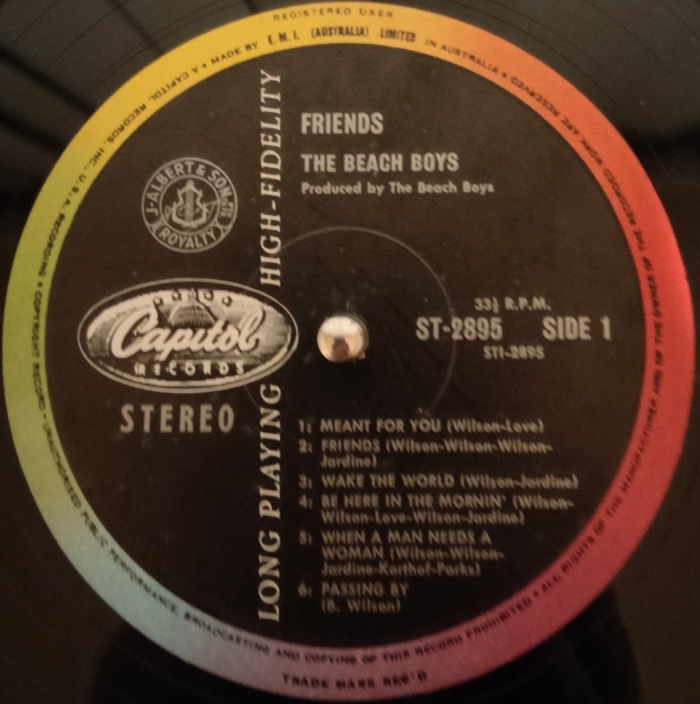 REGISTERED USER
A CAPITOL RECORDS, INC., U.S.A. RECORDING • COPYRIGHT RECORD – UNAUTHORISED PUBLIC PERFORMANCE, BROADCASTING AND COPYING OF THIS RECORD PROHIBITED • ALL RIGHTS OF THE MANUFACTURER AND OF THE OWNER OF THE RECORDED WORK ARE RESERVED •
MADE BY E.M.I. (AUSTRALIA) LIMITED IN AUSTRALIA
TRADE MARK REG'D
LONG PLAYING HIGH-FIDELITY
J. ALBERT & SON
ROYALTY
Capitol
RECORDS
STEREO
FRIENDS
THE BEACH BOYS
Produced by The Beach Boys
33⅓ R.P.M.
ST-2895 SIDE 1
ST1-2895
1: MEANT FOR YOU (Wilson-Love)
2: FRIENDS (Wilson-Wilson-Wilson-
Jardine)
3: WAKE THE WORLD (Wilson-Jardine)
4: BE HERE IN THE MORNIN' (Wilson-
Wilson-Love-Wilson-Jardine)
5: WHEN A MAN NEEDS A
WOMAN (Wilson-Wilson-
Jardine-Korthof-Parks)
6: PASSING BY
(B. Wilson)